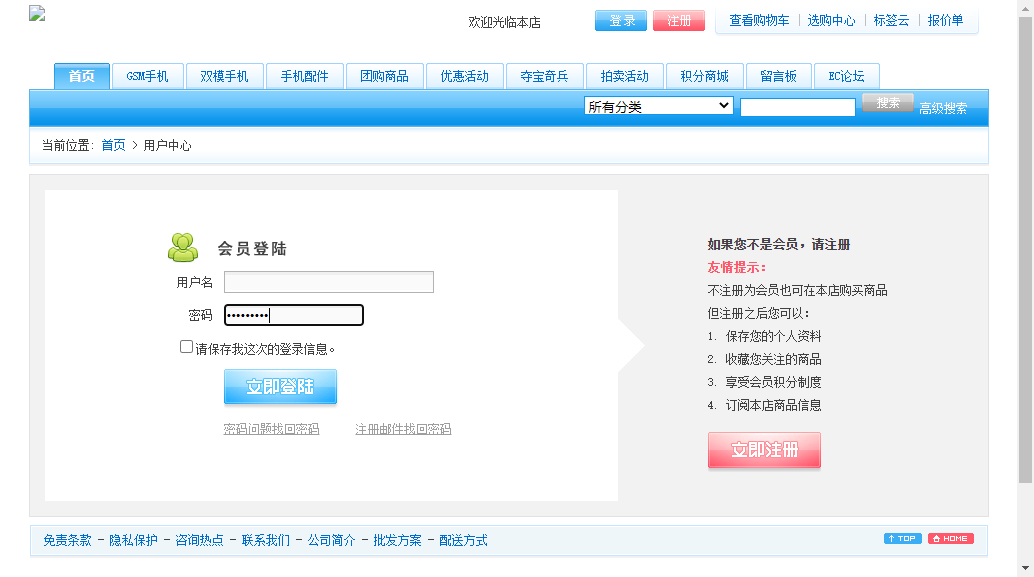 欢迎光临本店
登录 注册 查看购物车 选购中心 标签云 报价单
首页 GSM手机 双模手机 手机配件 团购商品 优惠活动 夺宝奇兵 拍卖活动 积分商城 留言板 EC论坛
所有分类 搜索 高级搜索
当前位置: 首页 > 用户中心
会员登陆
用户名
密码 •••••••••
请保存我这次的登录信息。
立即登陆
密码问题找回密码 注册邮件找回密码
如果您不是会员，请注册
友情提示：
不注册为会员也可在本店购买商品
但注册之后您可以：
1. 保存您的个人资料
2. 收藏您关注的商品
3. 享受会员积分制度
4. 订阅本店商品信息
立即注册
免责条款 - 隐私保护 - 咨询热点 - 联系我们 - 公司简介 - 批发方案 - 配送方式 TOP HOME